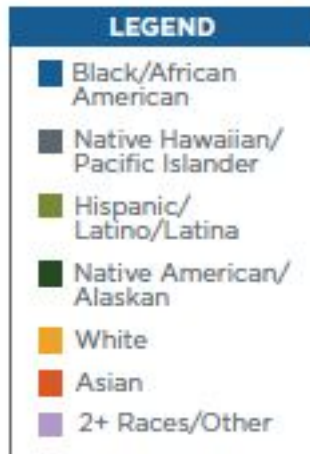 LEGEND
Black/African
American
Native Hawaiian/
Pacific Islander
Hispanic/
Latino/Latina
Native American/
Alaskan
White
Asian
2+ Races/Other